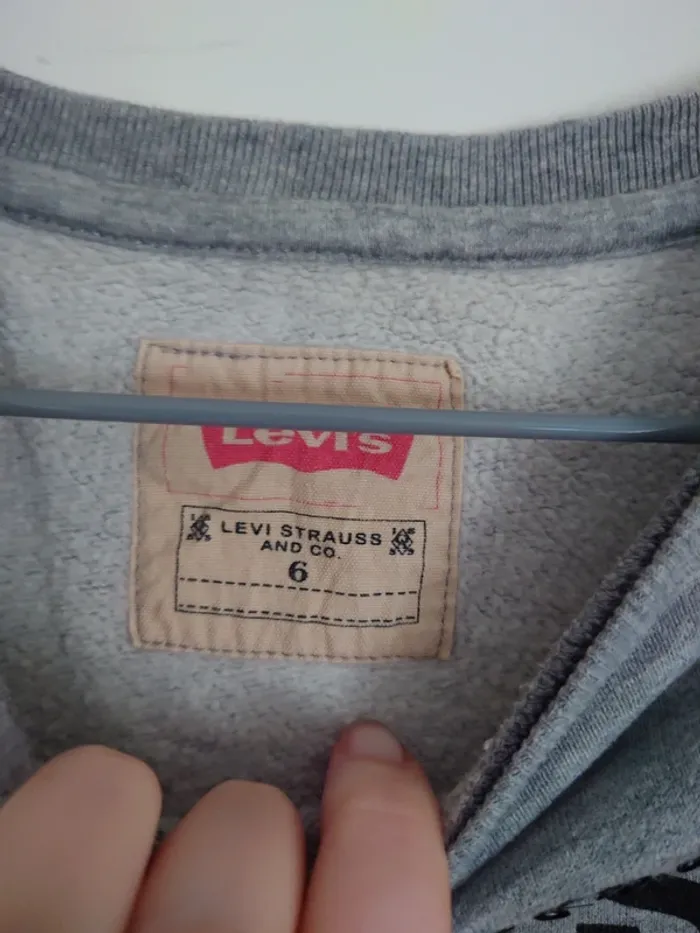 Levi's
LEVI STRAUSS
AND CO.
6